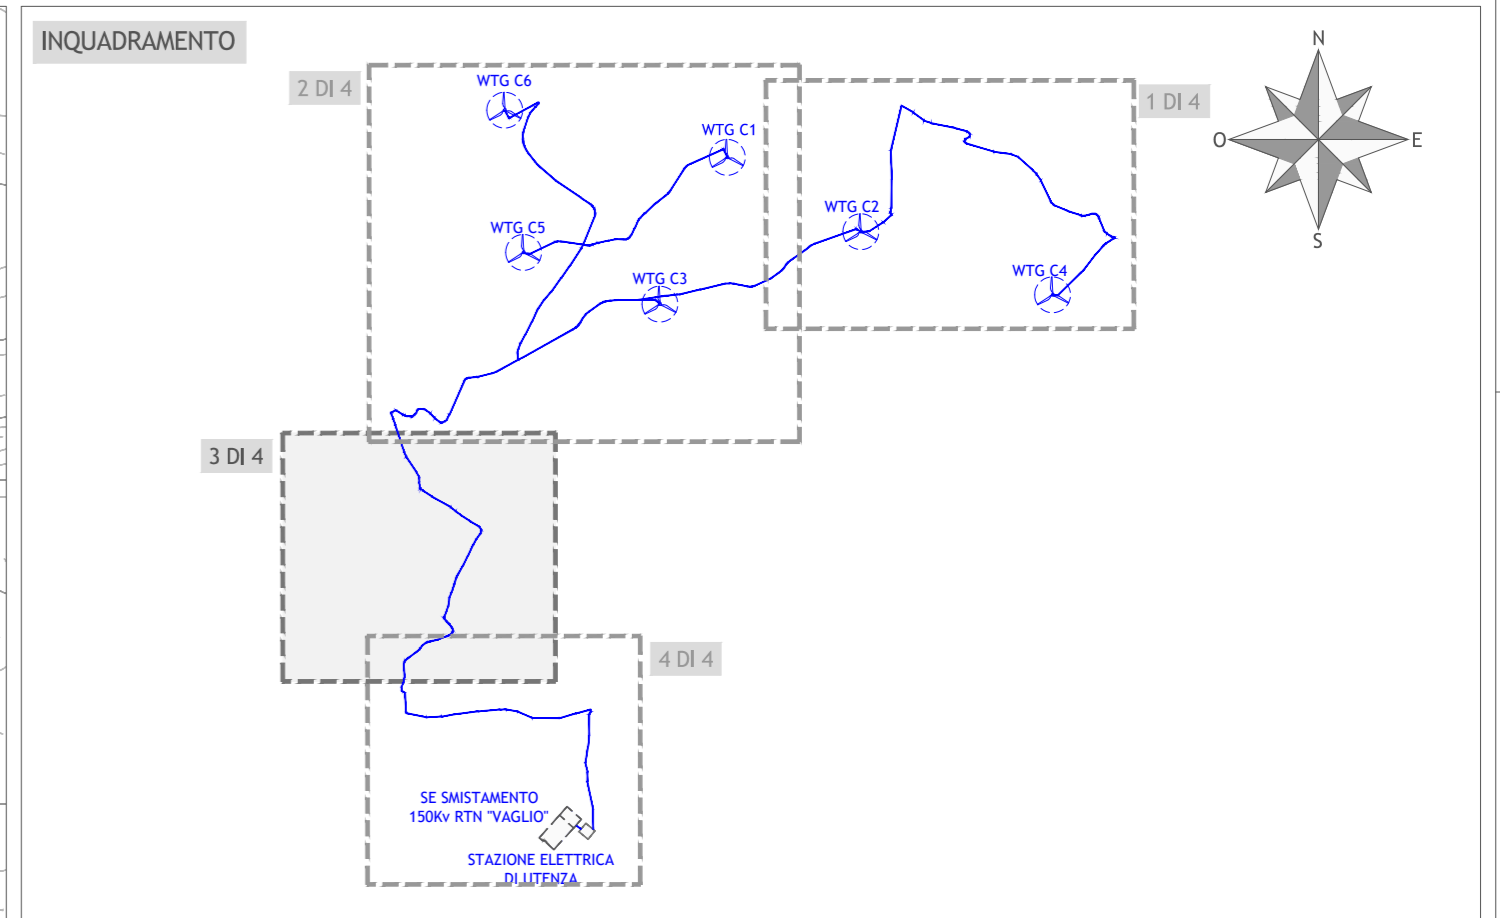 INQUADRAMENTO
N
O
E
S
2 DI 4
1 DI 4
WTG C6
WTG C1
WTG C2
WTG C5
WTG C3
WTG C4
3 DI 4
4 DI 4
SE SMISTAMENTO
150Kv RTN "VAGLIO"
STAZIONE ELETTRICA
DI UTENZA